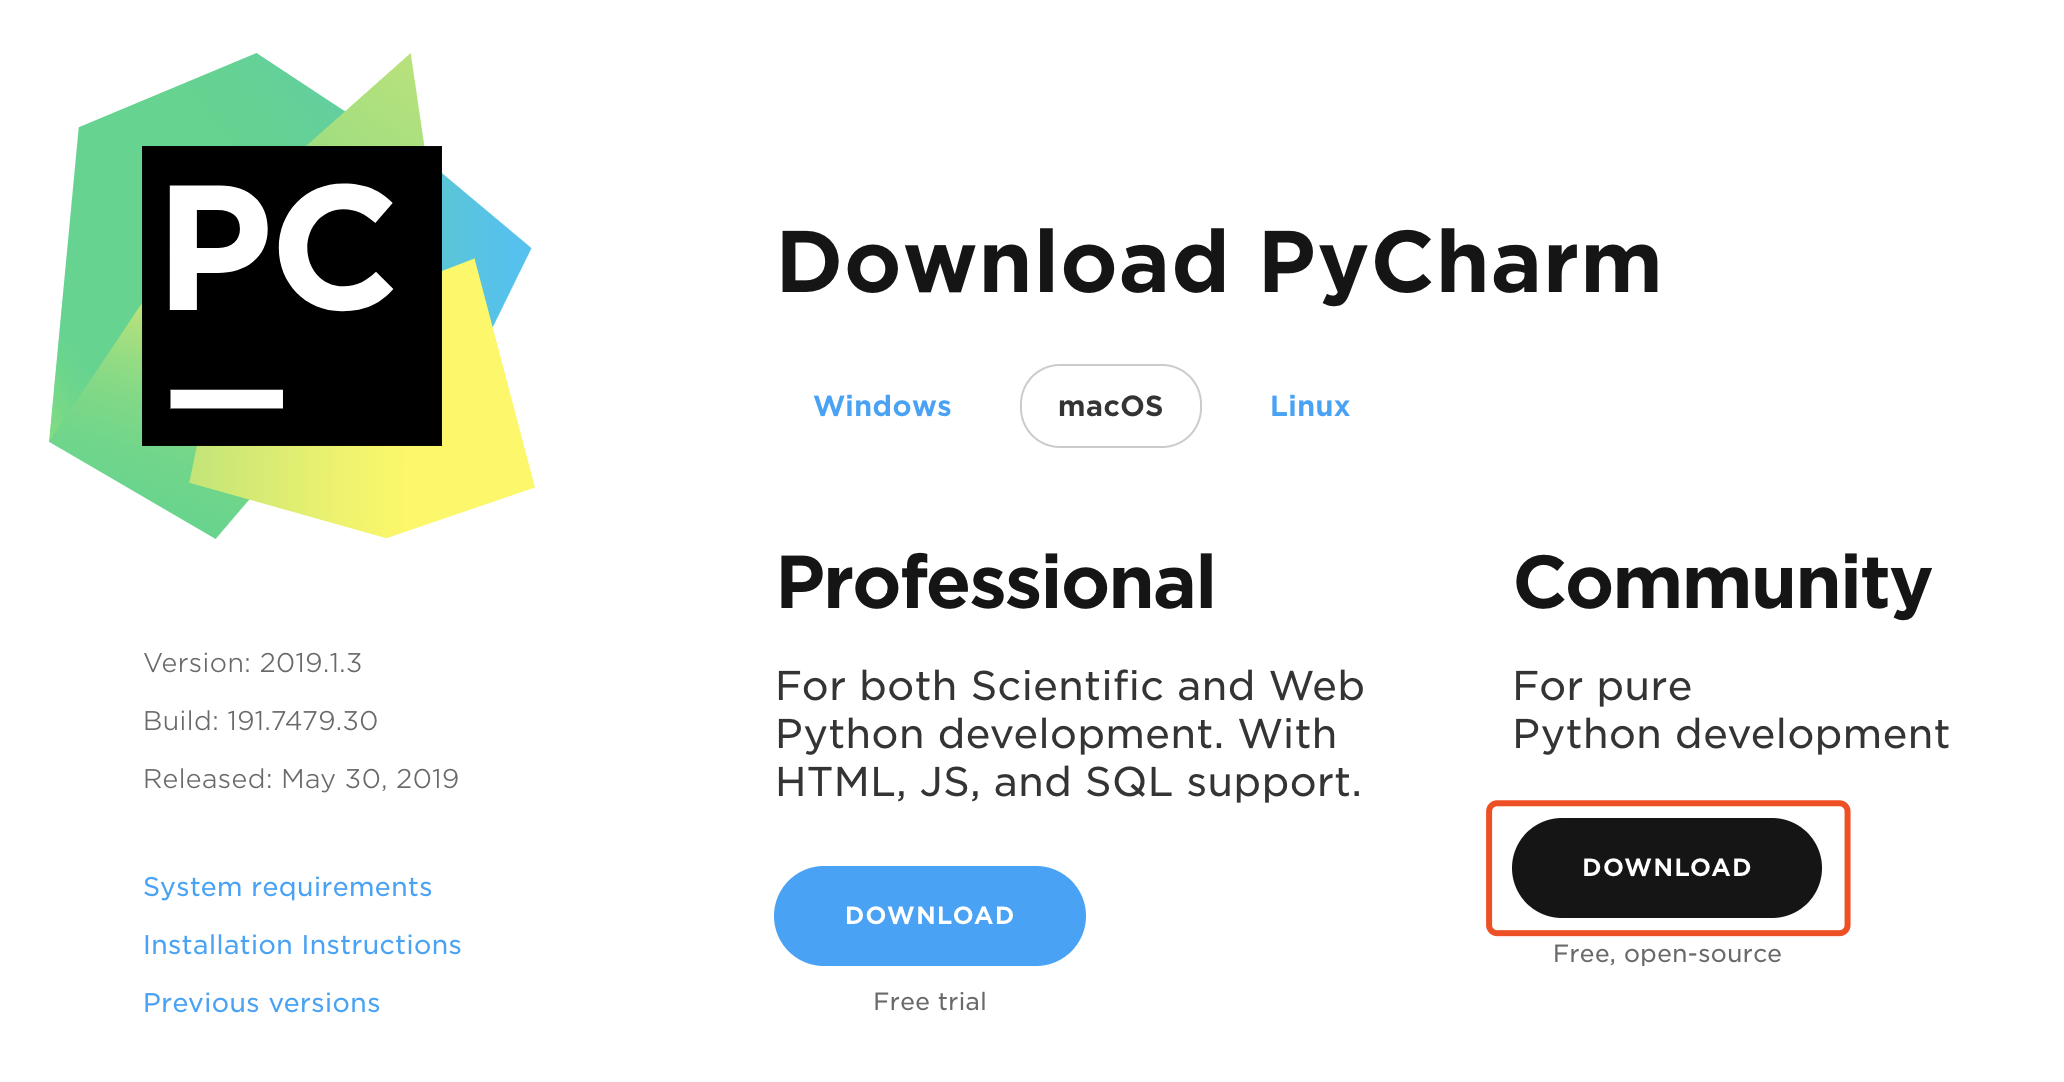 PC
Download PyCharm
Windows
macOS
Linux
Professional
For both Scientific and Web
Python development. With
HTML, JS, and SQL support.
DOWNLOAD
Free trial
Community
For pure
Python development
DOWNLOAD
Free, open-source
Version: 2019.1.3
Build: 191.7479.30
Released: May 30, 2019
System requirements
Installation Instructions
Previous versions